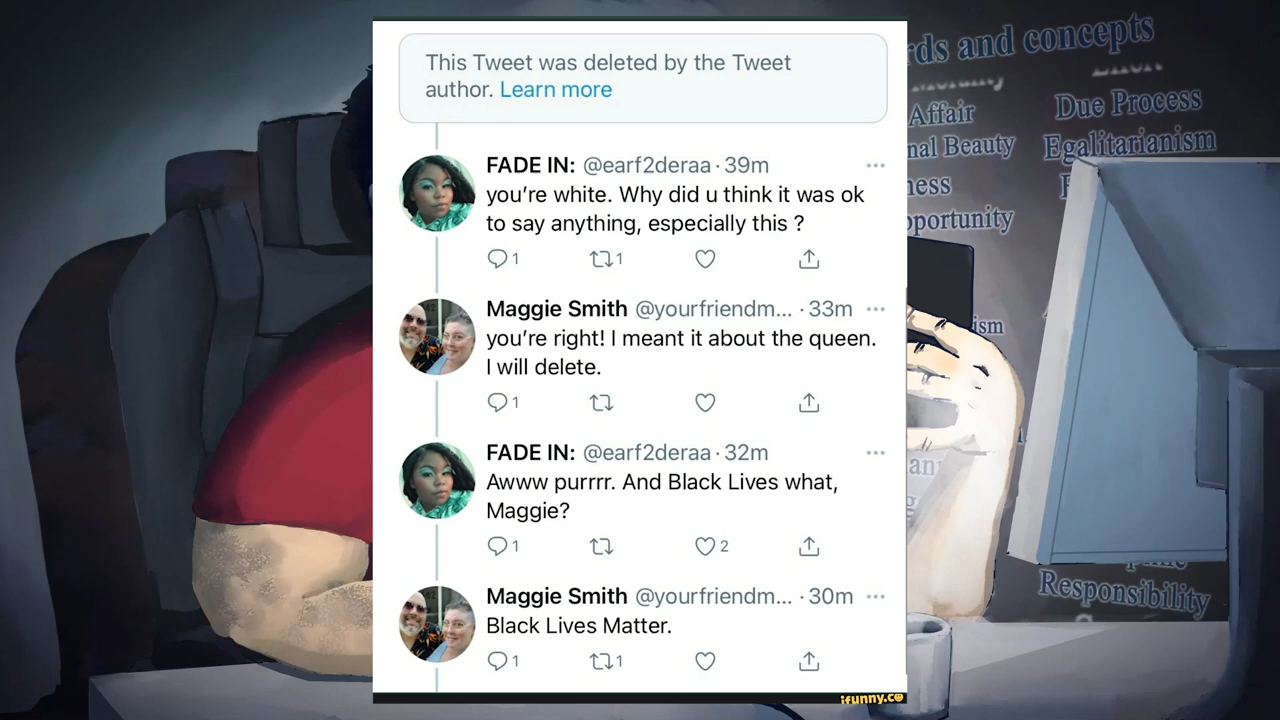 This Tweet was deleted by the Tweet
author. Learn more
FADE IN: @earf2deraa · 39m
you're white. Why did u think it was ok
to say anything, especially this ?
1
1
Maggie Smith @yourfriendm... · 33m
you're right! I meant it about the queen.
I will delete.
1
FADE IN: @earf2deraa · 32m
Awww purrrr. And Black Lives what,
Maggie?
1
2
Maggie Smith @yourfriendm... · 30m
Black Lives Matter.
1
1
ifunny.co
rds and concepts
Affair
nal Beauty
ness
pportunity
Due Process
Egalitarianism
ism
an
g
Responsibility